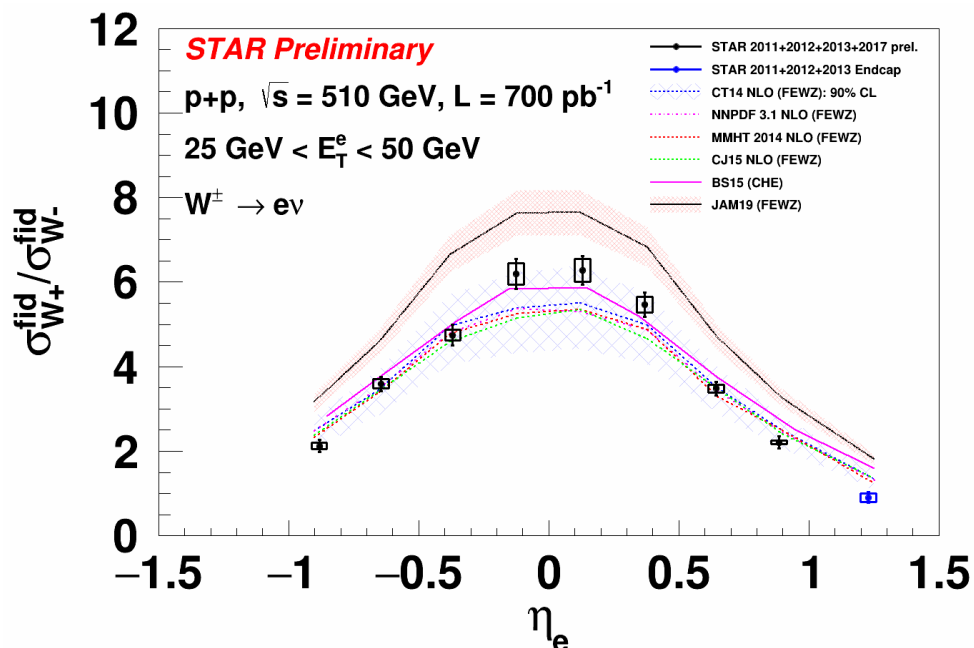 12
10
8
6
4
2
0
σ^fid_W+/σ^fid_W-
STAR Preliminary
p+p, √s = 510 GeV, L = 700 pb⁻¹
25 GeV < E_T^e < 50 GeV
W^± → eν
STAR 2011+2012+2013+2017 prel.
STAR 2011+2012+2013 Endcap
CT14 NLO (FEWZ): 90% CL
NNPDF 3.1 NLO (FEWZ)
MMHT 2014 NLO (FEWZ)
CJ15 NLO (FEWZ)
BS15 (CHE)
JAM19 (FEWZ)
−1.5 −1 −0.5 0 0.5 1 1.5
η_e